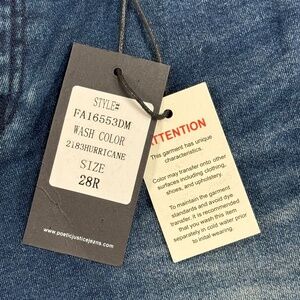 STYLE#
FA16553DM
WASH COLOR
2183HURRICANE
SIZE
28R
www.poeticjusticejeans.com
ATTENTION
This garment has unique
characteristics.
Color may transfer onto other
surfaces including clothing,
shoes, and upholstery.
To maintain the garment
standards and avoid dye
transfer, it is recommended
that you wash this item
separately in cold water prior
to initial wearing.